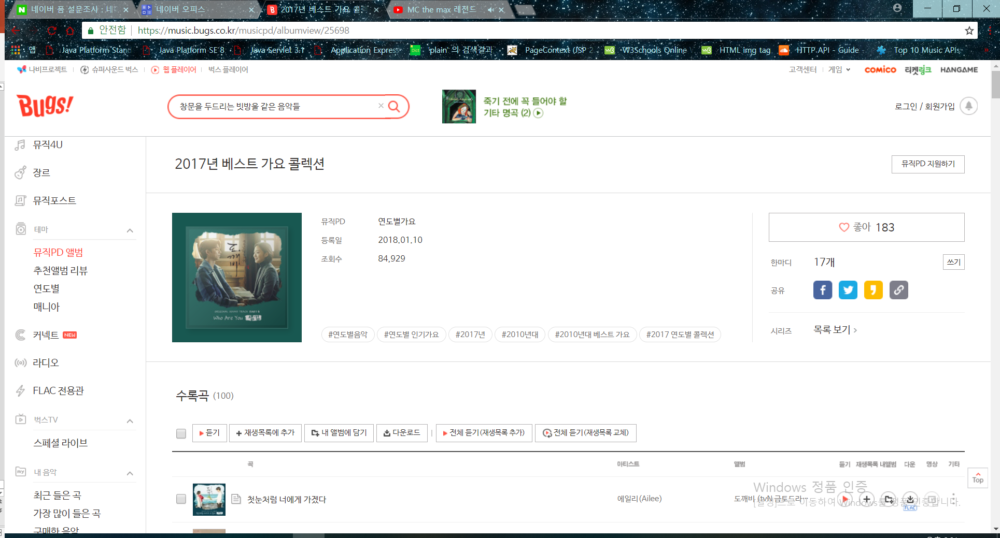 네이버 폼 설문조사 : 네
네이버 오피스
2017년 베스트 가요 콜
MC the max 레전드
안전함
https://music.bugs.co.kr/musicpd/albumview/25698
앱
Java Platform Stand
Java Platform SE 8
Java Servlet 3.1
Application Express
'plain' 의 검색결과
PageContext (JSP 2
W3Schools Online
HTML img tag
HTTP API - Guide
Top 10 Music APIs
나비프로젝트
슈퍼사운드 벅스
웹 플레이어
벅스 플레이어
고객센터
게임
comico
티켓링크
HANGAME
Bugs!
창문을 두드리는 빗방울 같은 음악들
죽기 전에 꼭 들어야 할
기타 명곡 (2)
로그인 / 회원가입
뮤직4U
장르
뮤직포스트
테마
뮤직PD 앨범
추천앨범 리뷰
연도별
매니아
커넥트 NEW
라디오
FLAC 전용관
벅스TV
스페셜 라이브
내 음악
최근 들은 곡
가장 많이 들은 곡
구매한 음악
2017년 베스트 가요 콜렉션
뮤직PD 지원하기
도깨비
ORIGINAL SOUND TRACK PART 6
Who Are You
뮤직PD 연도별가요
등록일 2018.01.10
조회수 84,929
#연도별음악 #연도별 인기가요 #2017년 #2010년대 #2010년대 베스트 가요 #2017 연도별 콜렉션
좋아 183
한마디 17개 쓰기
공유
시리즈 목록 보기
수록곡 (100)
듣기
재생목록에 추가
내 앨범에 담기
다운로드
전체 듣기(재생목록 추가)
전체 듣기(재생목록 교체)
곡 아티스트 앨범 듣기 재생목록 내앨범 다운 영상 기타
첫눈처럼 너에게 가겠다 에일리(Ailee) 도깨비 (tvN 금토드라…
FLAC
Top
Windows 정품 인증
[설정]으로 이동하여 Windows를 정품 인증합니다.